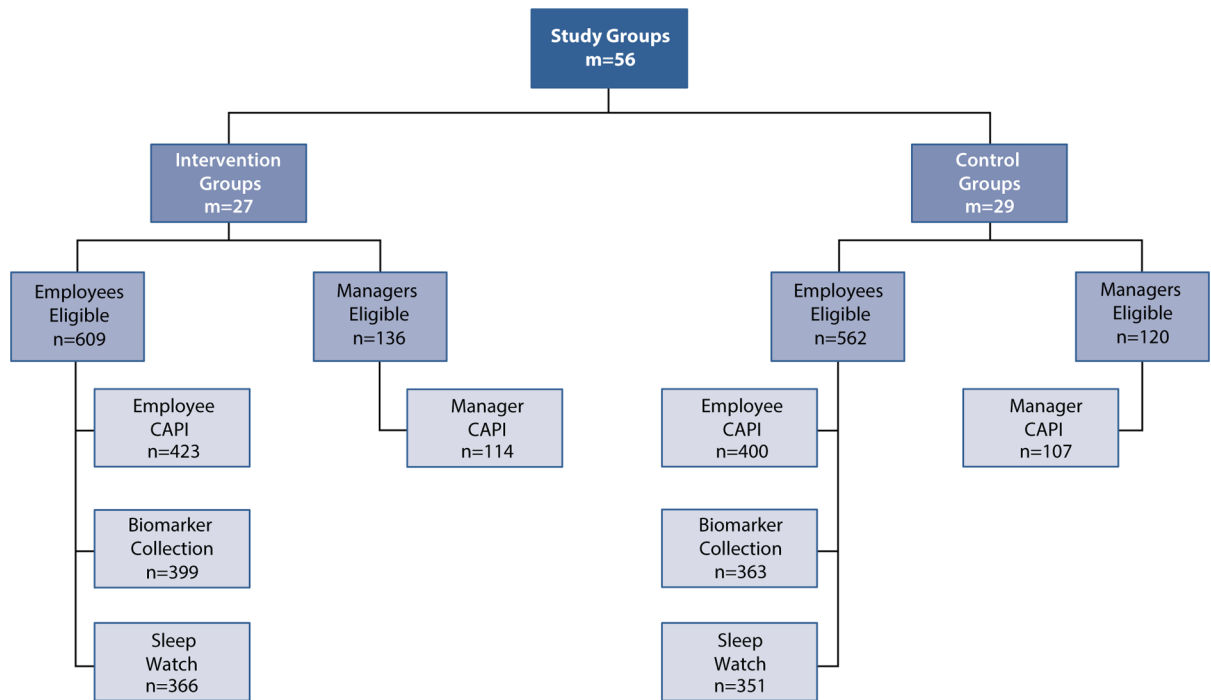 Study Groups
m=56
Intervention
Groups
m=27
Control
Groups
m=29
Employees
Eligible
n=609
Managers
Eligible
n=136
Employees
Eligible
n=562
Managers
Eligible
n=120
Employee
CAPI
n=423
Manager
CAPI
n=114
Employee
CAPI
n=400
Manager
CAPI
n=107
Biomarker
Collection
n=399
Biomarker
Collection
n=363
Sleep
Watch
n=366
Sleep
Watch
n=351